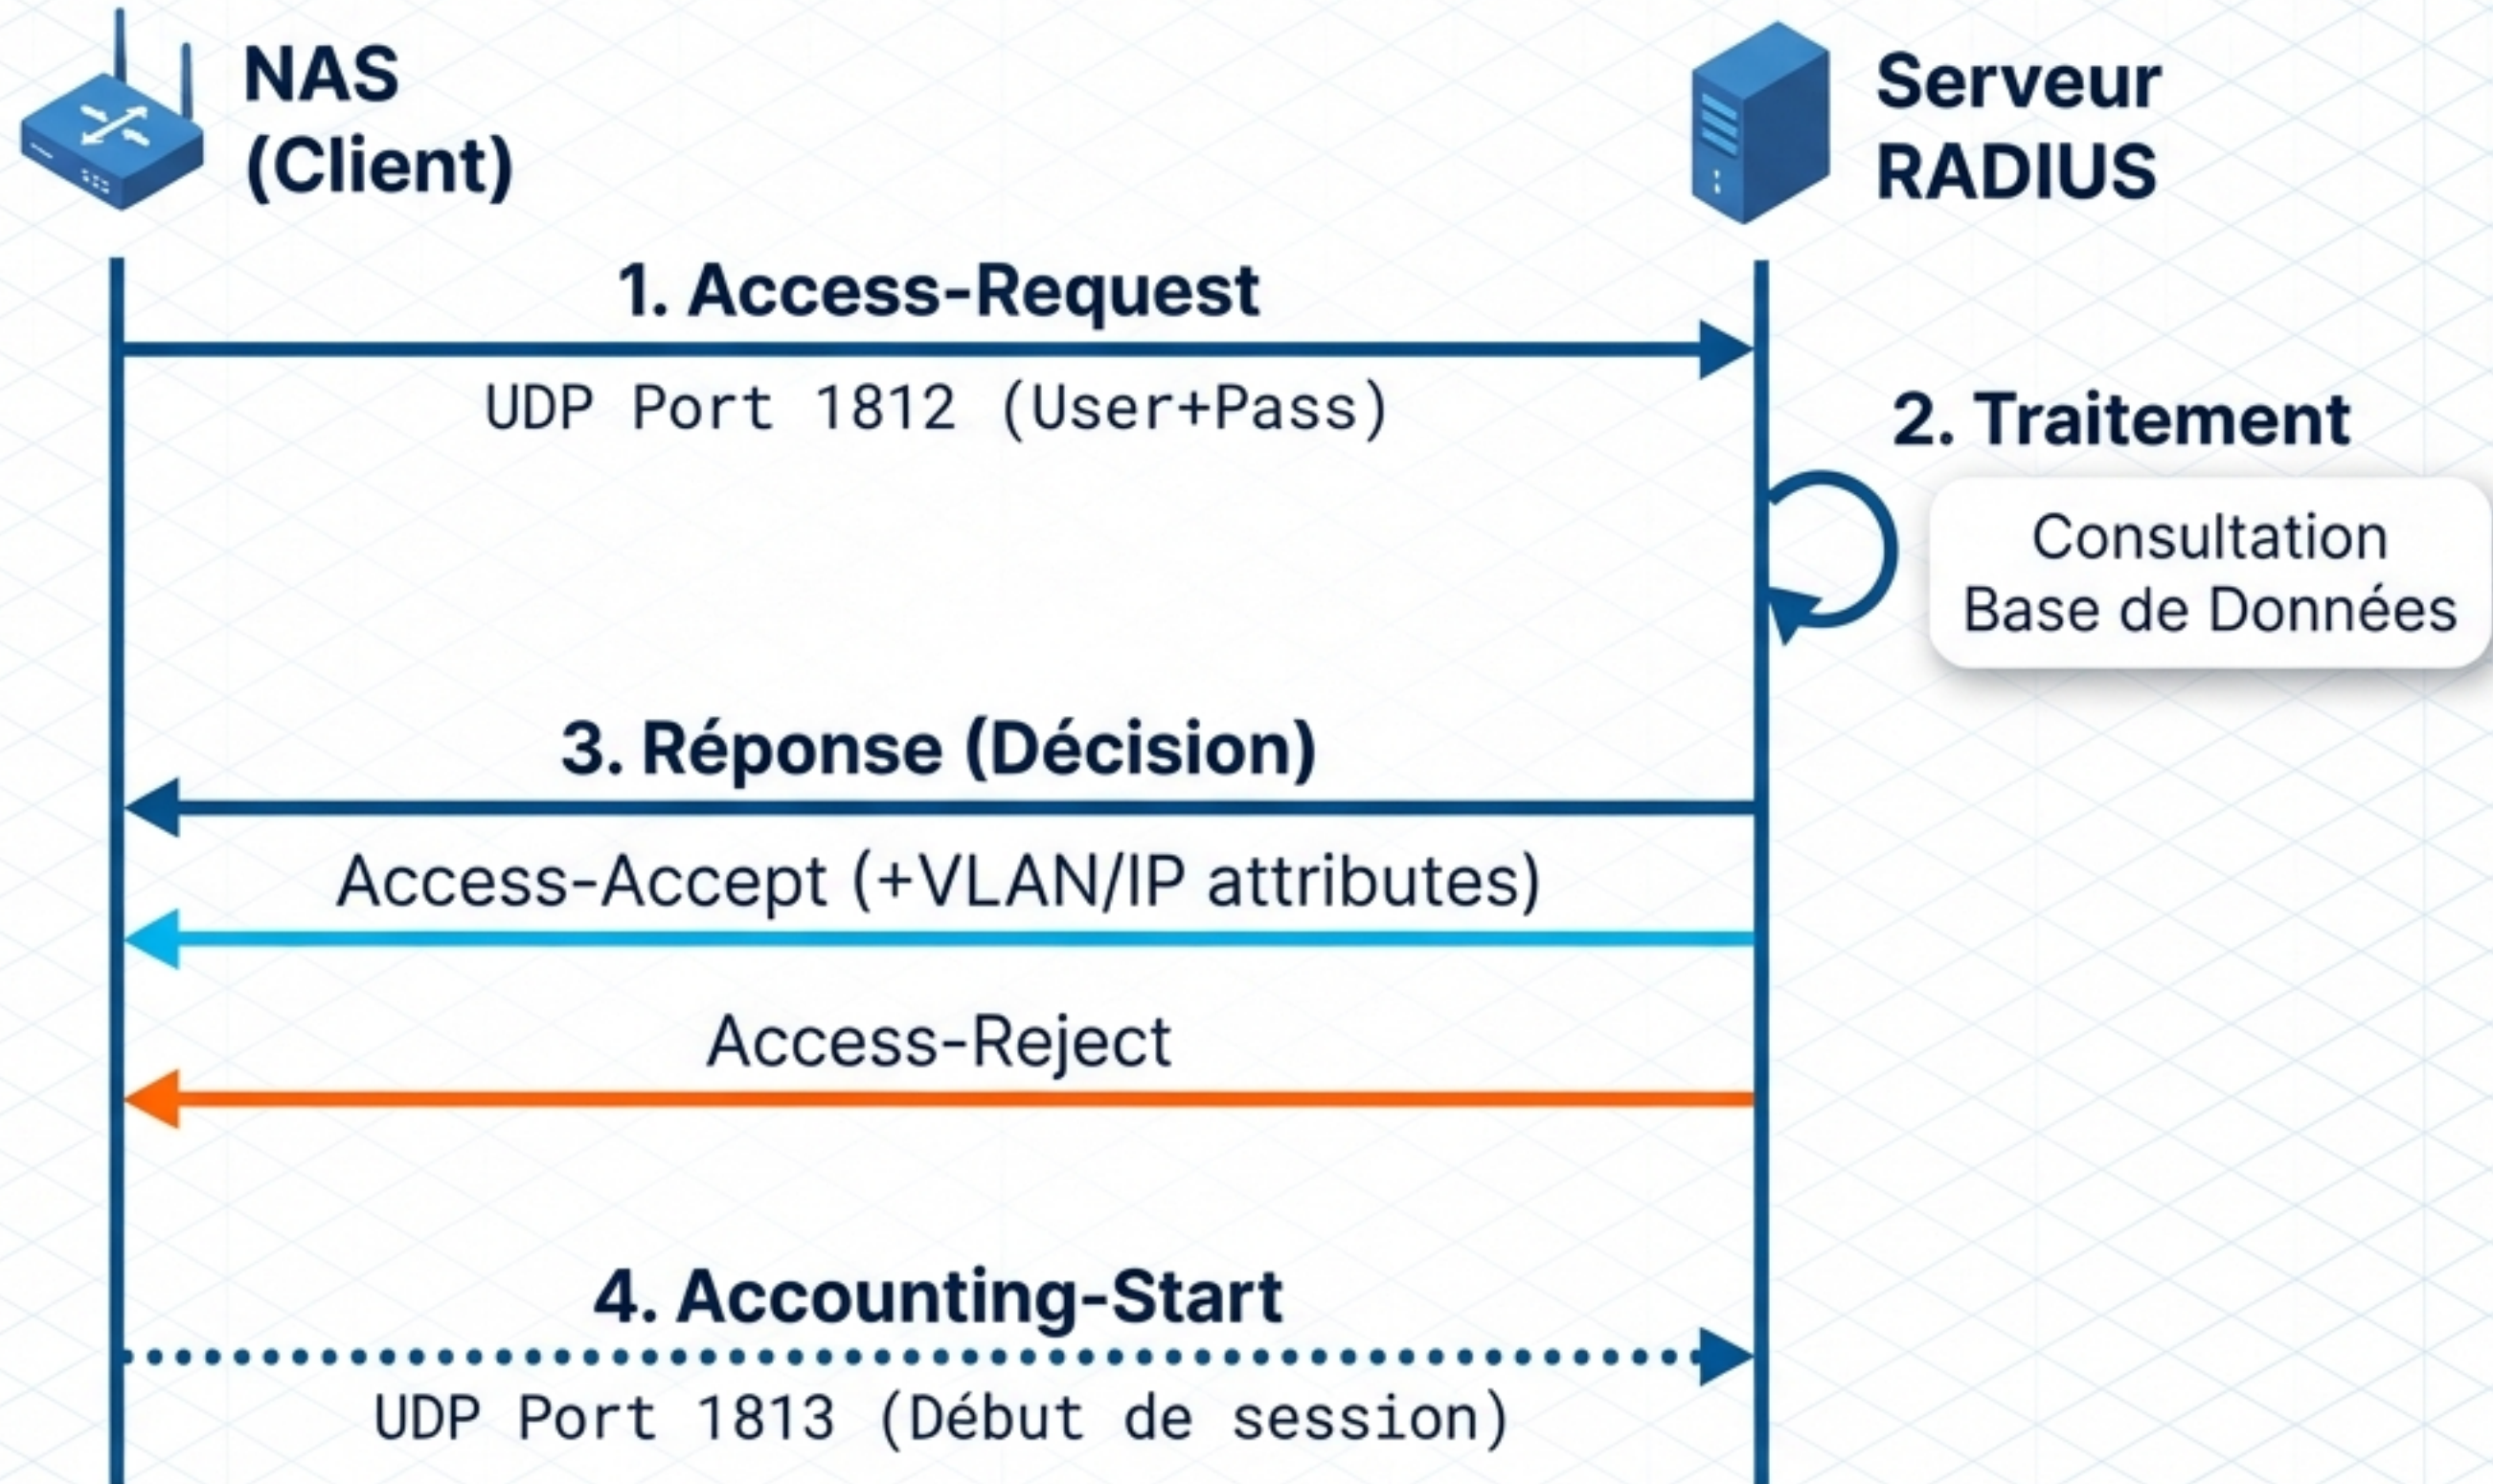 NAS
(Client)
Serveur
RADIUS
1. Access-Request
UDP Port 1812 (User+Pass)
2. Traitement
Consultation
Base de Données
3. Réponse (Décision)
Access-Accept (+VLAN/IP attributes)
Access-Reject
4. Accounting-Start
UDP Port 1813 (Début de session)